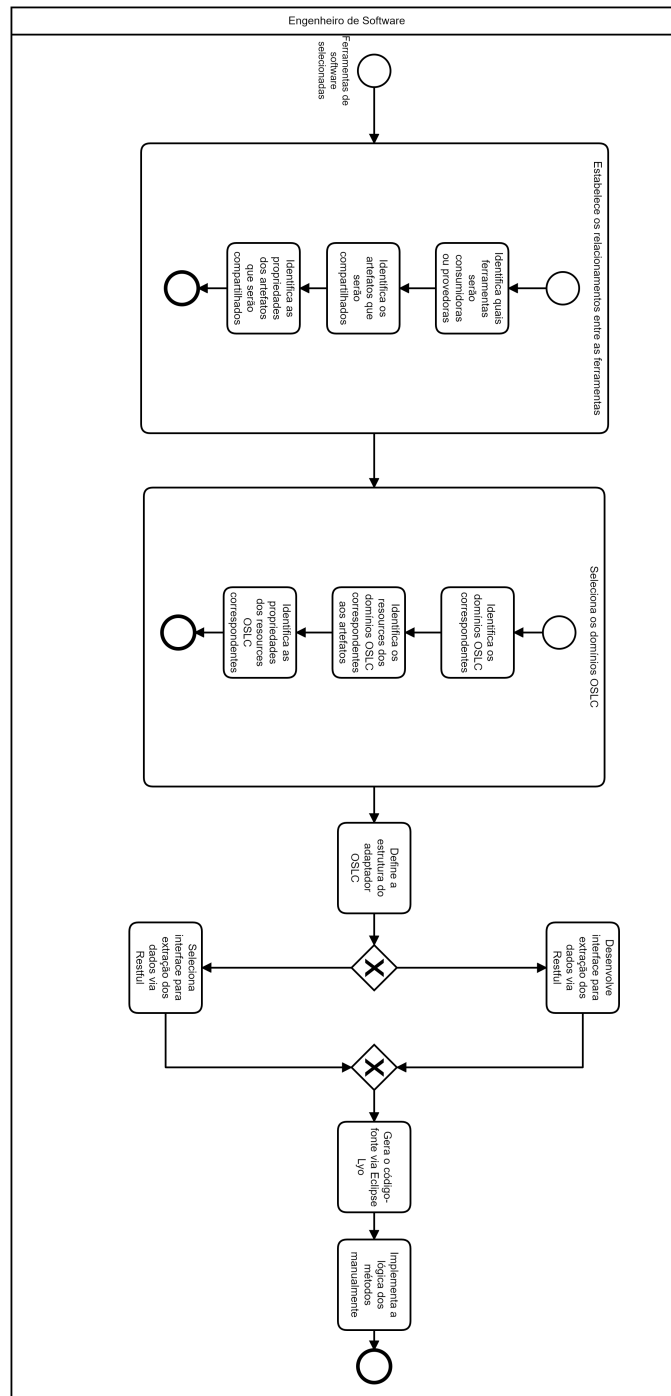 Engenheiro de Software
Ferramentas de
software
selecionadas
Estabelece os relacionamentos entre as ferramentas
Identifica quais
ferramentas
serão
consumidoras
ou provedoras
Identifica os
artefatos que
serão
compartilhados
Identifica as
propriedades
dos artefatos
que serão
compartilhados
Seleciona os domínios OSLC
Identifica os
domínios OSLC
correspondentes
Identifica os
resources dos
domínios OSLC
correspondentes
aos artefatos
Identifica as
propriedades
dos resources
OSLC
correspondentes
Define a
estrutura do
adaptador
OSLC
X
Desenvolve
interface para
extração dos
dados via
Restful
Seleciona
interface para
extração dos
dados via
Restful
X
Gera o código-
fonte via Eclipse
Lyo
Implementa a
lógica dos
métodos
manualmente